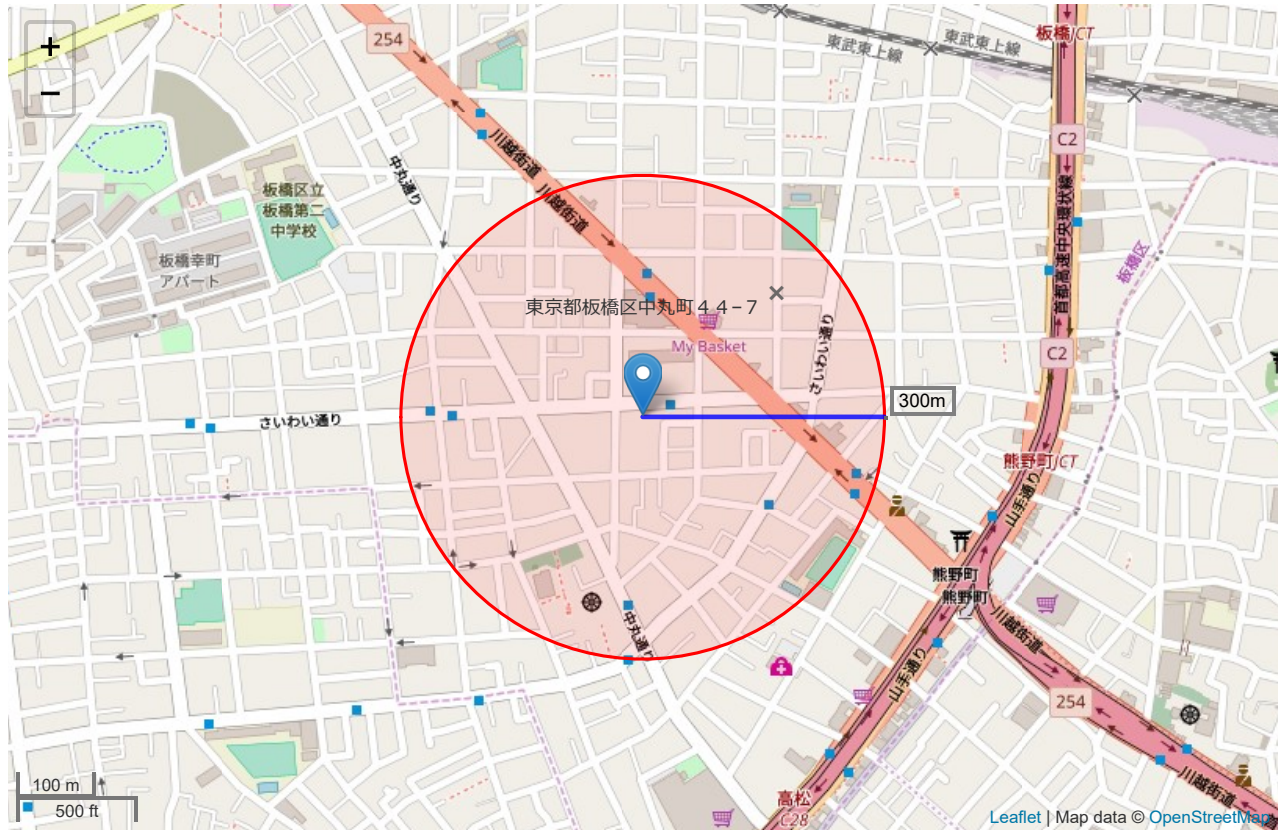 +
−
254
東武東上線
東武東上線
板橋JCT
C2
川越街道
川越街道
中丸通り
板橋区立
板橋第二
中学校
板橋幸町
アパート
首都高速中央環状線
板橋区
東京都板橋区中丸町４４−７
My Basket
さいわい通り
C2
300m
さいわい通り
熊野町JCT
山手通り
熊野町
熊野町
川越街道
中丸通り
山手通り
254
川越街道
高松
C28
100 m
500 ft
Leaflet | Map data © OpenStreetMap